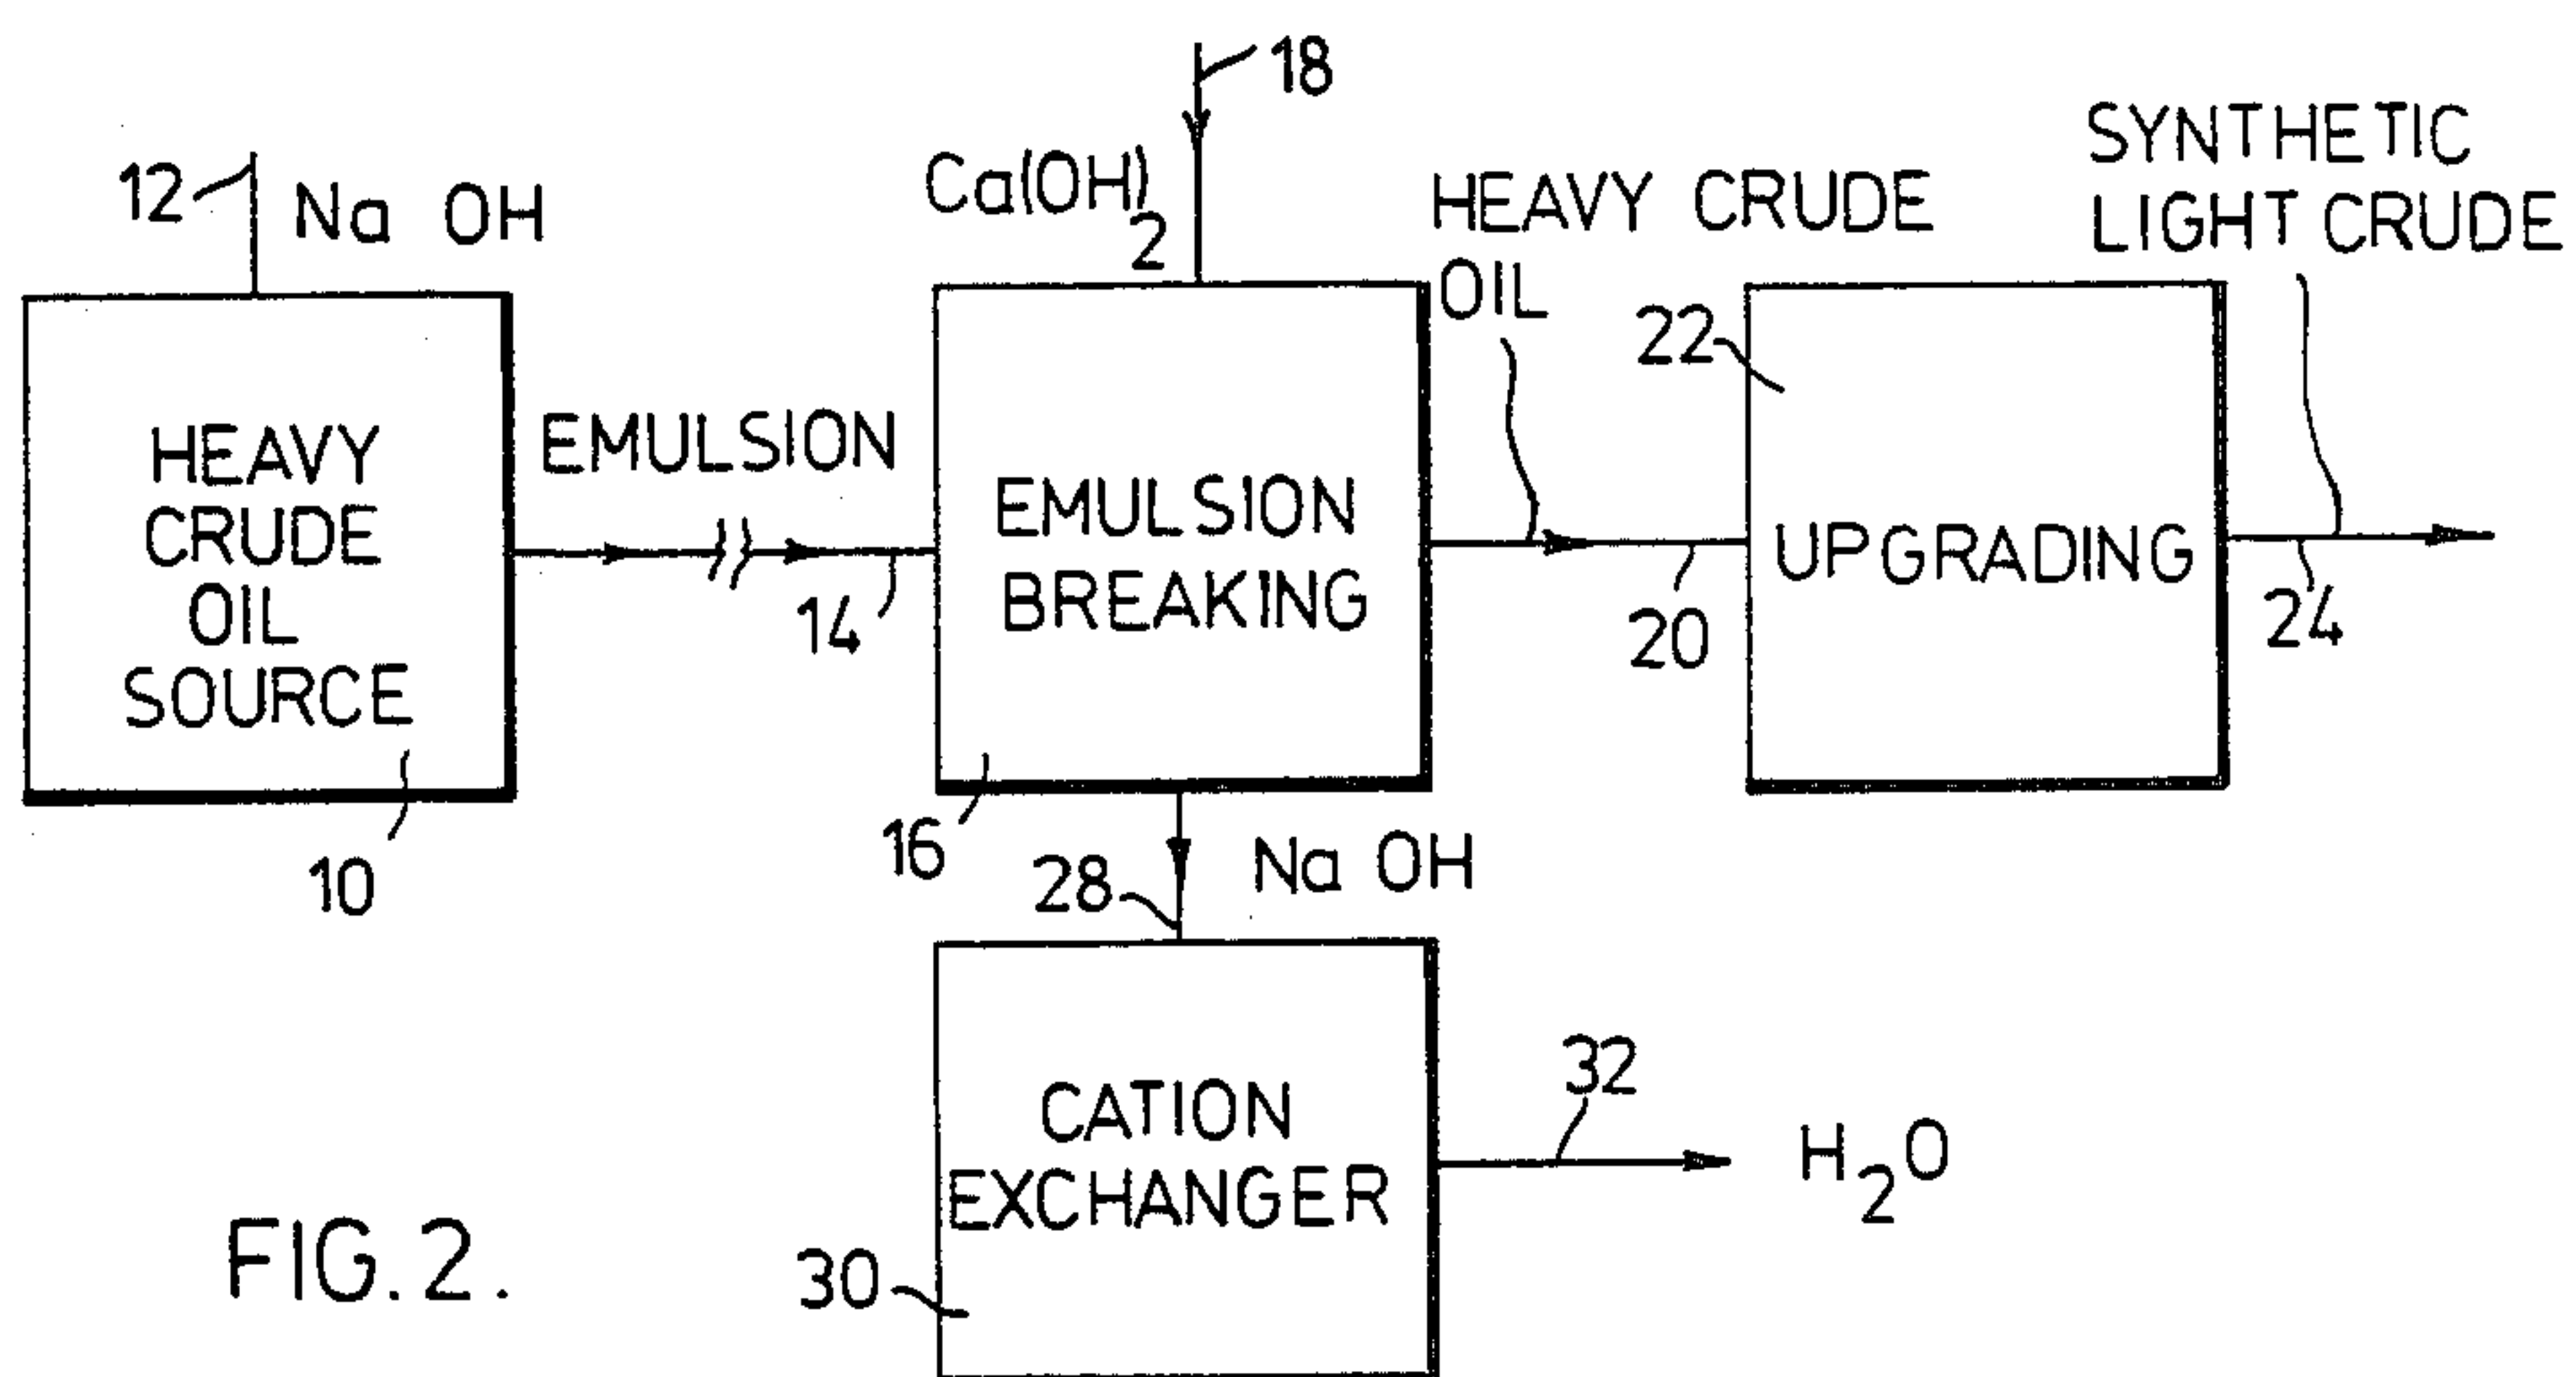 18
12
Na OH
Ca(OH)2
HEAVY CRUDE
OIL
SYNTHETIC
LIGHT CRUDE
HEAVY
CRUDE
OIL
SOURCE
10
EMULSION
14
EMULSION
BREAKING
16
20
22
UPGRADING
24
28
Na OH
CATION
EXCHANGER
30
32
H2O
FIG. 2.